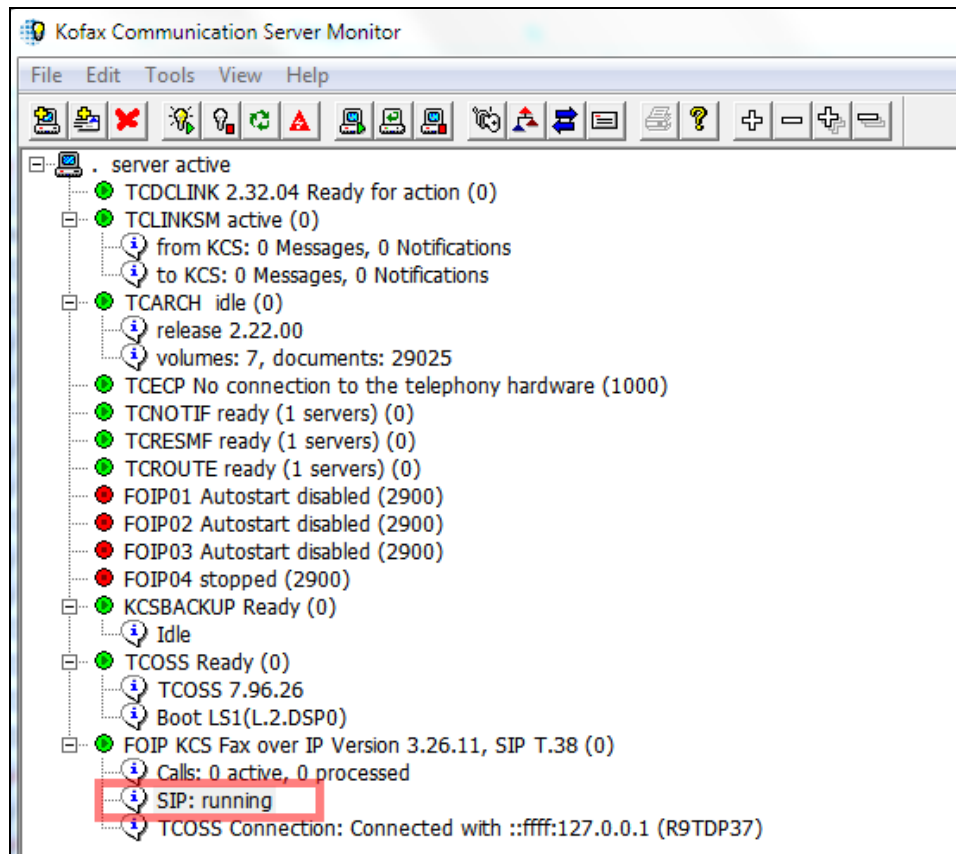 Kofax Communication Server Monitor
File Edit Tools View Help
. server active
TCDCLINK 2.32.04 Ready for action (0)
TCLINKSM active (0)
from KCS: 0 Messages, 0 Notifications
to KCS: 0 Messages, 0 Notifications
TCARCH idle (0)
release 2.22.00
volumes: 7, documents: 29025
TCECP No connection to the telephony hardware (1000)
TCNOTIF ready (1 servers) (0)
TCRESMF ready (1 servers) (0)
TCROUTE ready (1 servers) (0)
FOIP01 Autostart disabled (2900)
FOIP02 Autostart disabled (2900)
FOIP03 Autostart disabled (2900)
FOIP04 stopped (2900)
KCSBACKUP Ready (0)
Idle
TCOSS Ready (0)
TCOSS 7.96.26
Boot LS1(L.2.DSP0)
FOIP KCS Fax over IP Version 3.26.11, SIP T.38 (0)
Calls: 0 active, 0 processed
SIP: running
TCOSS Connection: Connected with ::ffff:127.0.0.1 (R9TDP37)